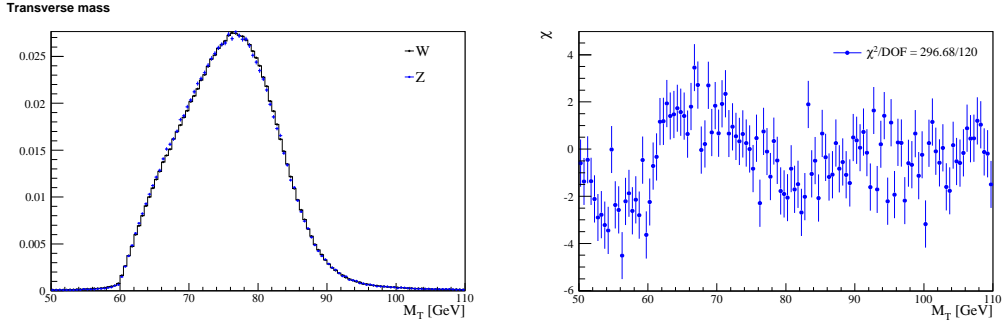 Transverse mass
0.025
0.02
0.015
0.01
0.005
0
50 60 70 80 90 100 110
M_T [GeV]
W
Z
χ
4
2
0
-2
-4
-6
50 60 70 80 90 100 110
M_T [GeV]
χ²/DOF = 296.68/120